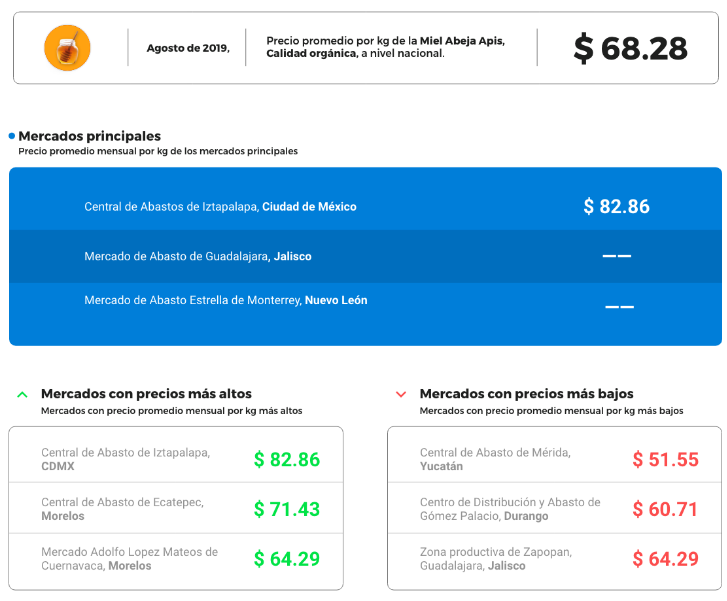 Agosto de 2019,
Precio promedio por kg de la Miel Abeja Apis,
Calidad orgánica, a nivel nacional.
$ 68.28
Mercados principales
Precio promedio mensual por kg de los mercados principales
Central de Abastos de Iztapalapa, Ciudad de México
$ 82.86
Mercado de Abasto de Guadalajara, Jalisco
——
Mercado de Abasto Estrella de Monterrey, Nuevo León
——
Mercados con precios más altos
Mercados con precio promedio mensual por kg más altos
Central de Abasto de Iztapalapa,
CDMX
$ 82.86
Central de Abasto de Ecatepec,
Morelos
$ 71.43
Mercado Adolfo Lopez Mateos de
Cuernavaca, Morelos
$ 64.29
Mercados con precios más bajos
Mercados con precio promedio mensual por kg más bajos
Central de Abasto de Mérida,
Yucatán
$ 51.55
Centro de Distribución y Abasto de
Gómez Palacio, Durango
$ 60.71
Zona productiva de Zapopan,
Guadalajara, Jalisco
$ 64.29